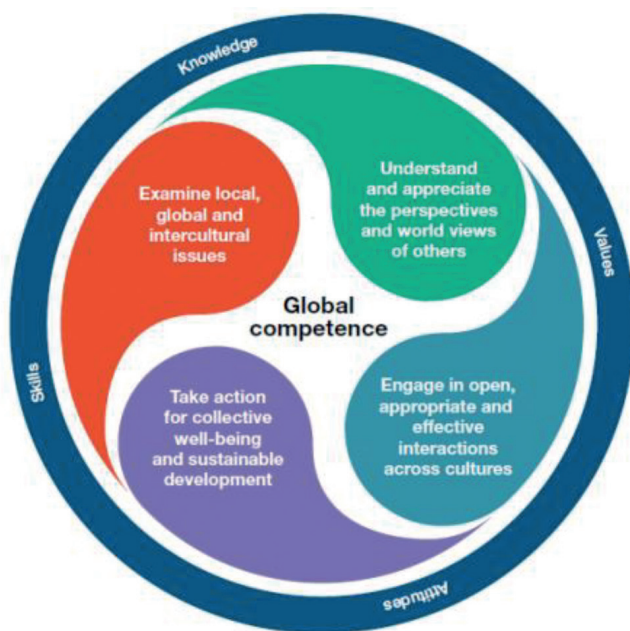 Knowledge
Examine local,
global and
intercultural
issues
Understand
and appreciate
the perspectives
and world views
of others
Values
Global
competence
Skills
Take action
for collective
well-being
and sustainable
development
Engage in open,
appropriate and
effective
interactions
across cultures
Attitudes